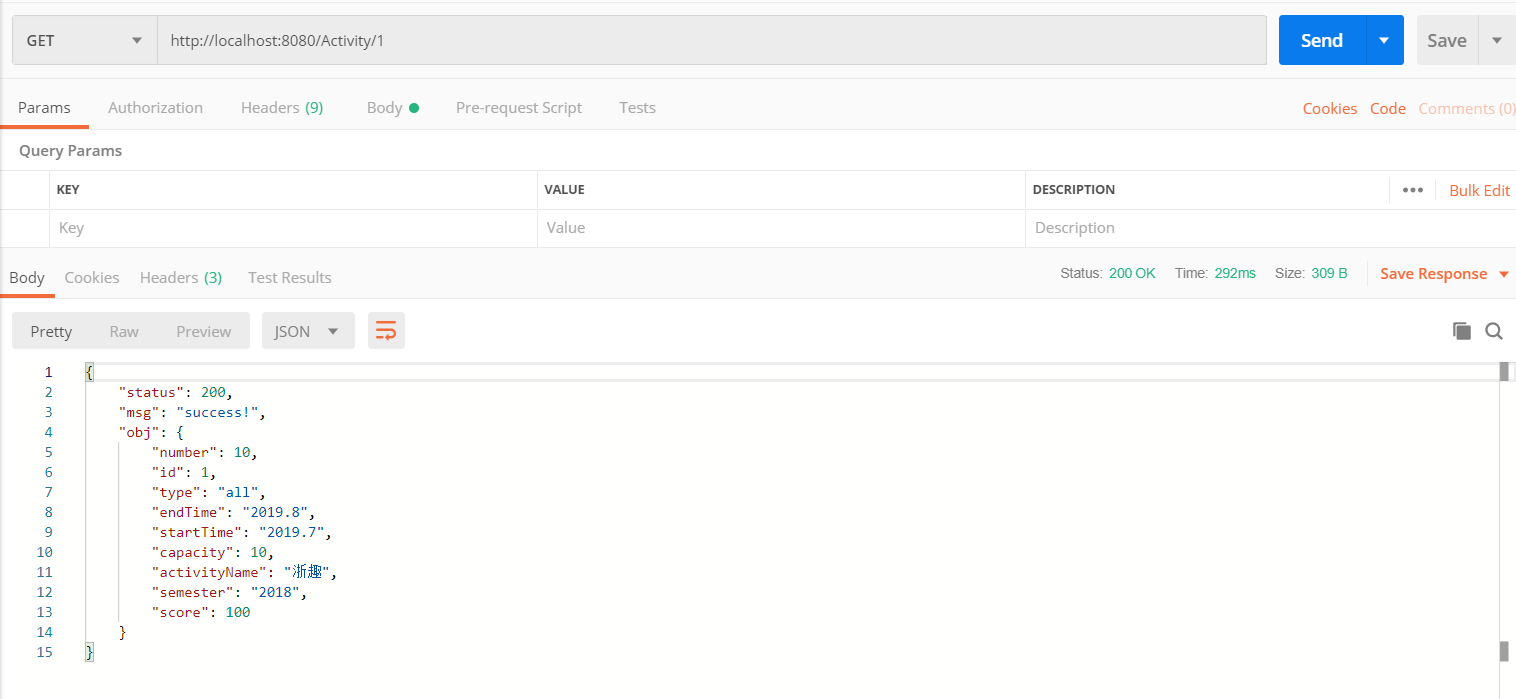 GET http://localhost:8080/Activity/1 Send Save
Params Authorization Headers (9) Body Pre-request Script Tests Cookies Code Comments (0)
Query Params
KEY VALUE DESCRIPTION ••• Bulk Edit
Key Value Description
Body Cookies Headers (3) Test Results Status: 200 OK Time: 292ms Size: 309 B Save Response
Pretty Raw Preview JSON
1 {
2 "status": 200,
3 "msg": "success!",
4 "obj": {
5 "number": 10,
6 "id": 1,
7 "type": "all",
8 "endTime": "2019.8",
9 "startTime": "2019.7",
10 "capacity": 10,
11 "activityName": "浙趣",
12 "semester": "2018",
13 "score": 100
14 }
15 }